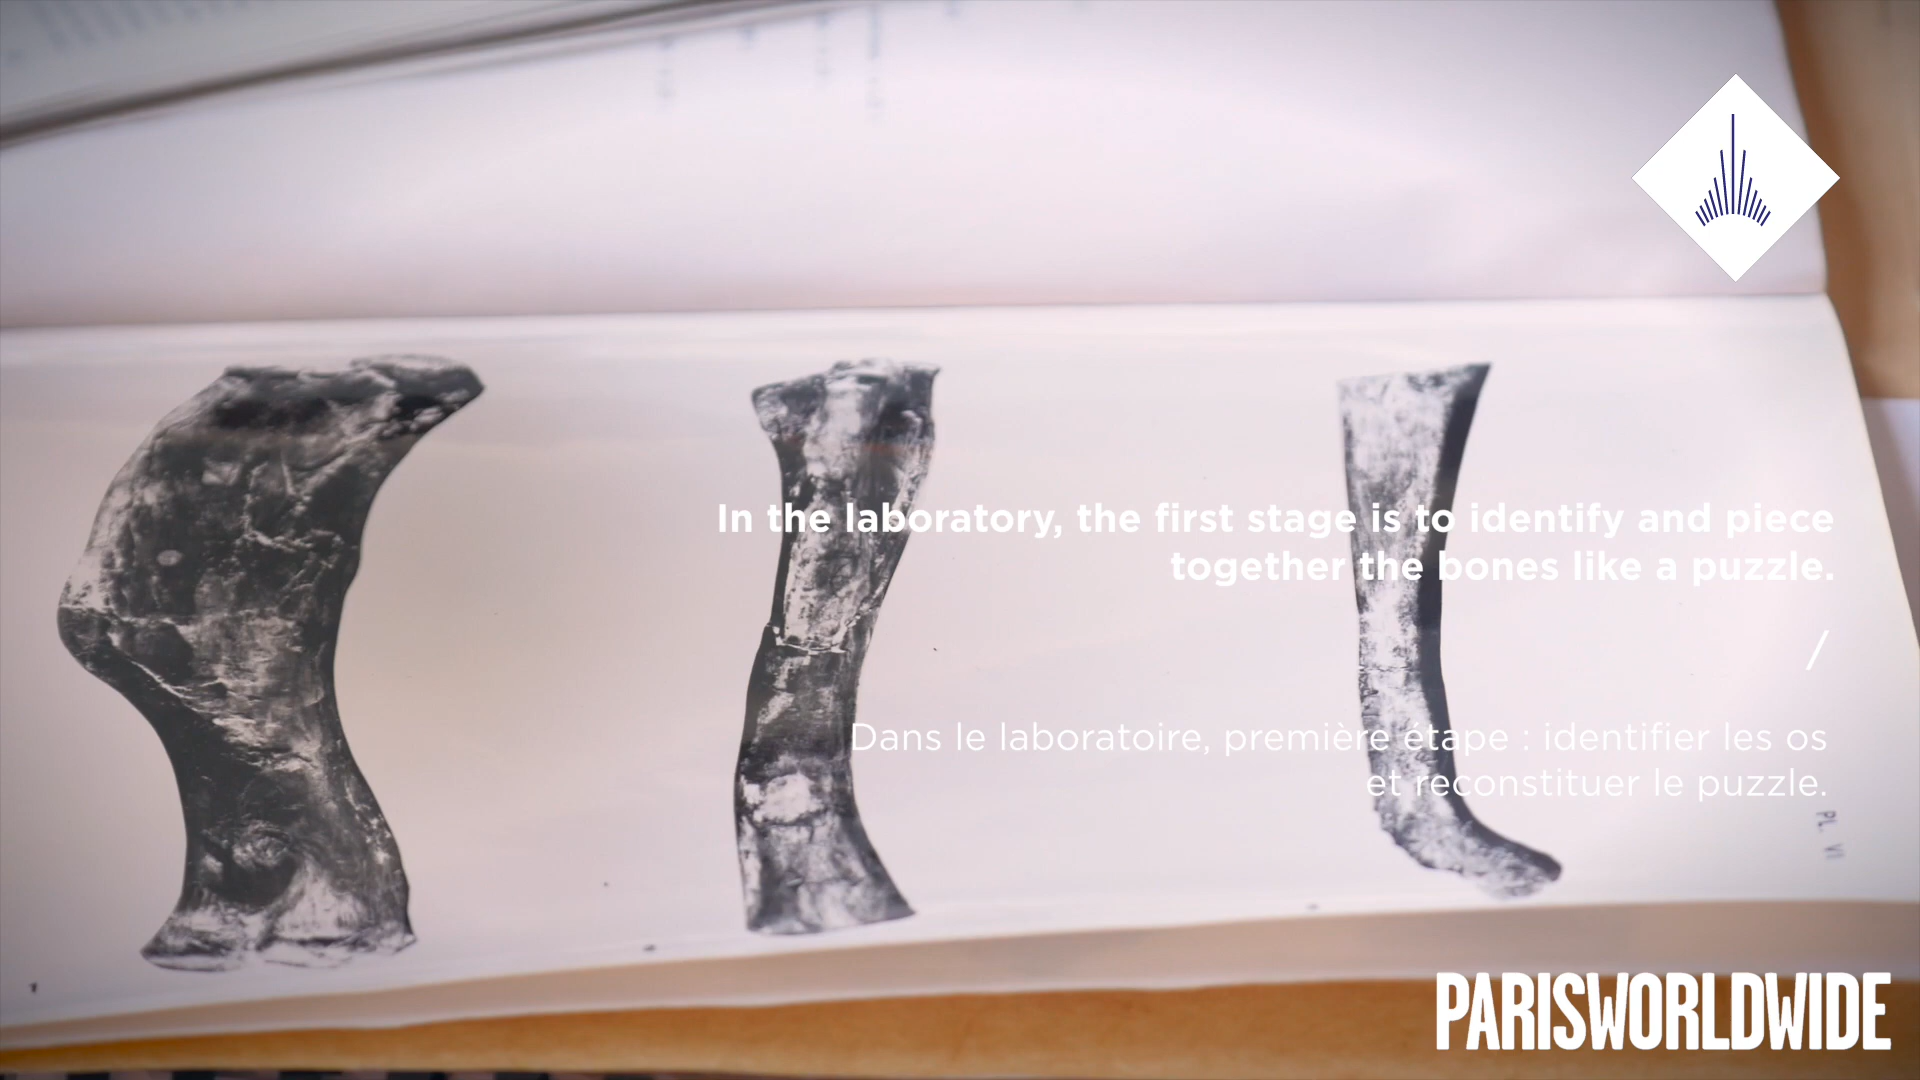 In the laboratory, the first stage is to identify and piece
together the bones like a puzzle.
/
Dans le laboratoire, première étape : identifier les os
et reconstituer le puzzle.
PL. VI
PARISWORLDWIDE